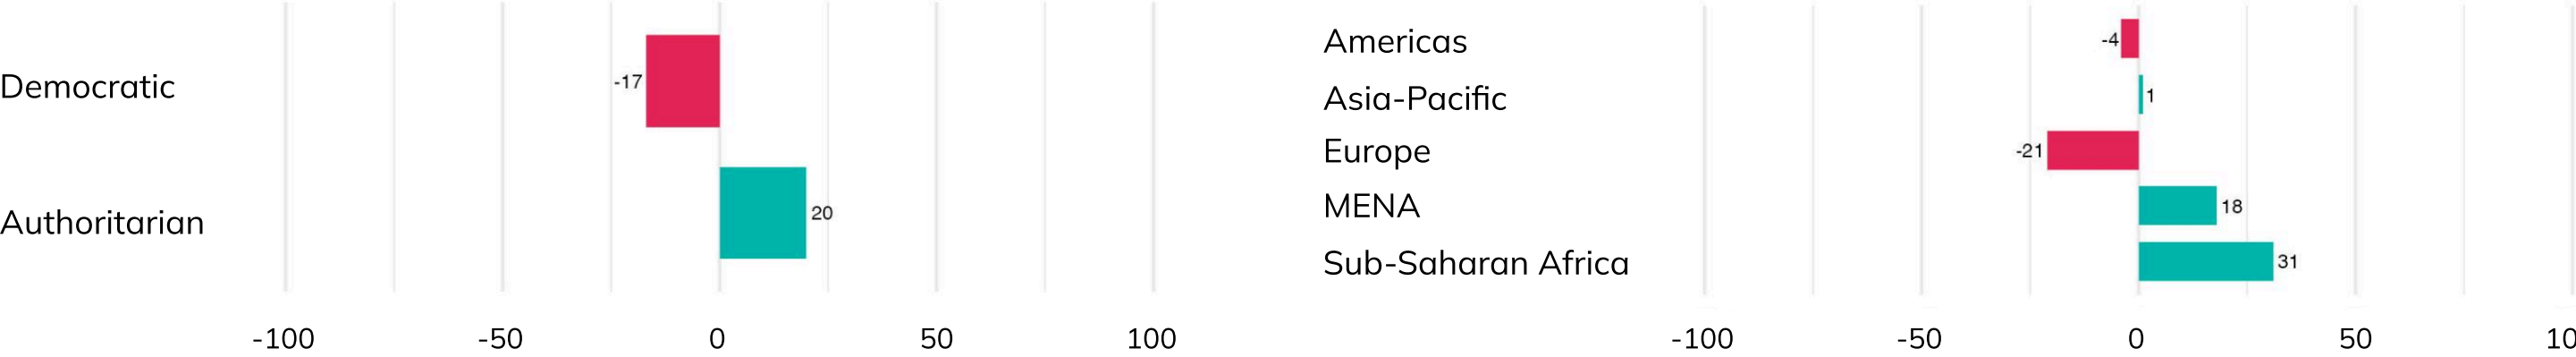 Democratic
-17
Authoritarian
20
-100 -50 0 50 100
Americas
-4
Asia-Pacific
1
Europe
-21
MENA
18
Sub-Saharan Africa
31
-100 -50 0 50 10